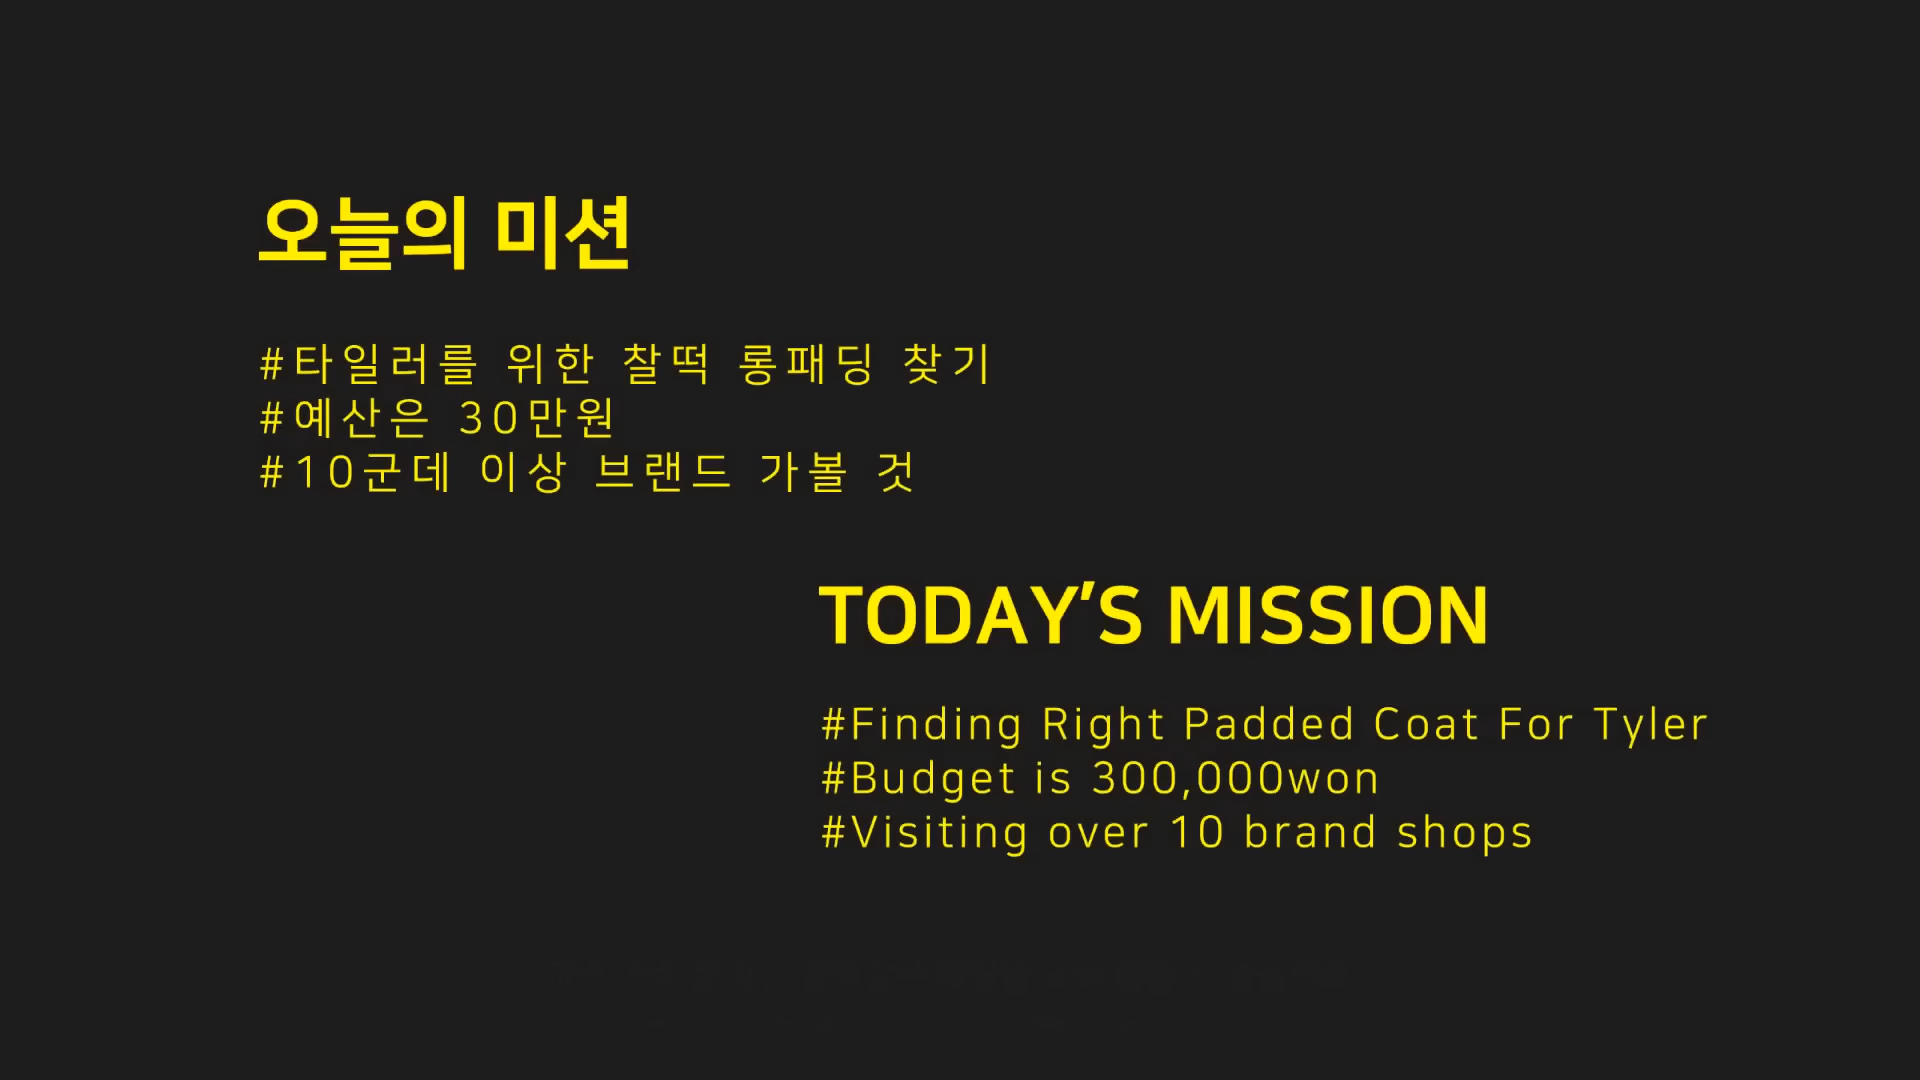 오늘의 미션
#타일러를 위한 찰떡 롱패딩 찾기
#예산은 30만원
#10군데 이상 브랜드 가볼 것
TODAY'S MISSION
#Finding Right Padded Coat For Tyler
#Budget is 300,000won
#Visiting over 10 brand shops